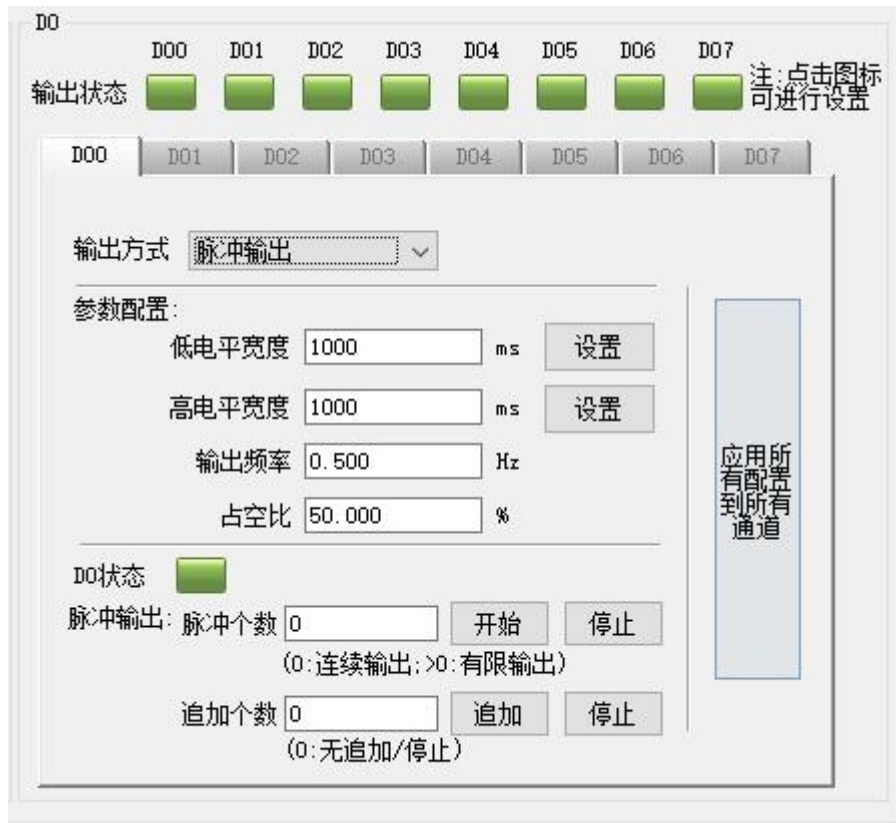 DO
DO0 DO1 DO2 DO3 DO4 DO5 DO6 DO7
输出状态
注:点击图标
可进行设置
DO0 DO1 DO2 DO3 DO4 DO5 DO6 DO7
输出方式 脉冲输出
参数配置:
低电平宽度 1000 ms 设置
高电平宽度 1000 ms 设置
输出频率 0.500 Hz
占空比 50.000 %
应用所
有配置
到所有
通道
DO状态
脉冲输出: 脉冲个数 0 开始 停止
(0:连续输出;>0:有限输出)
追加个数 0 追加 停止
(0:无追加/停止)